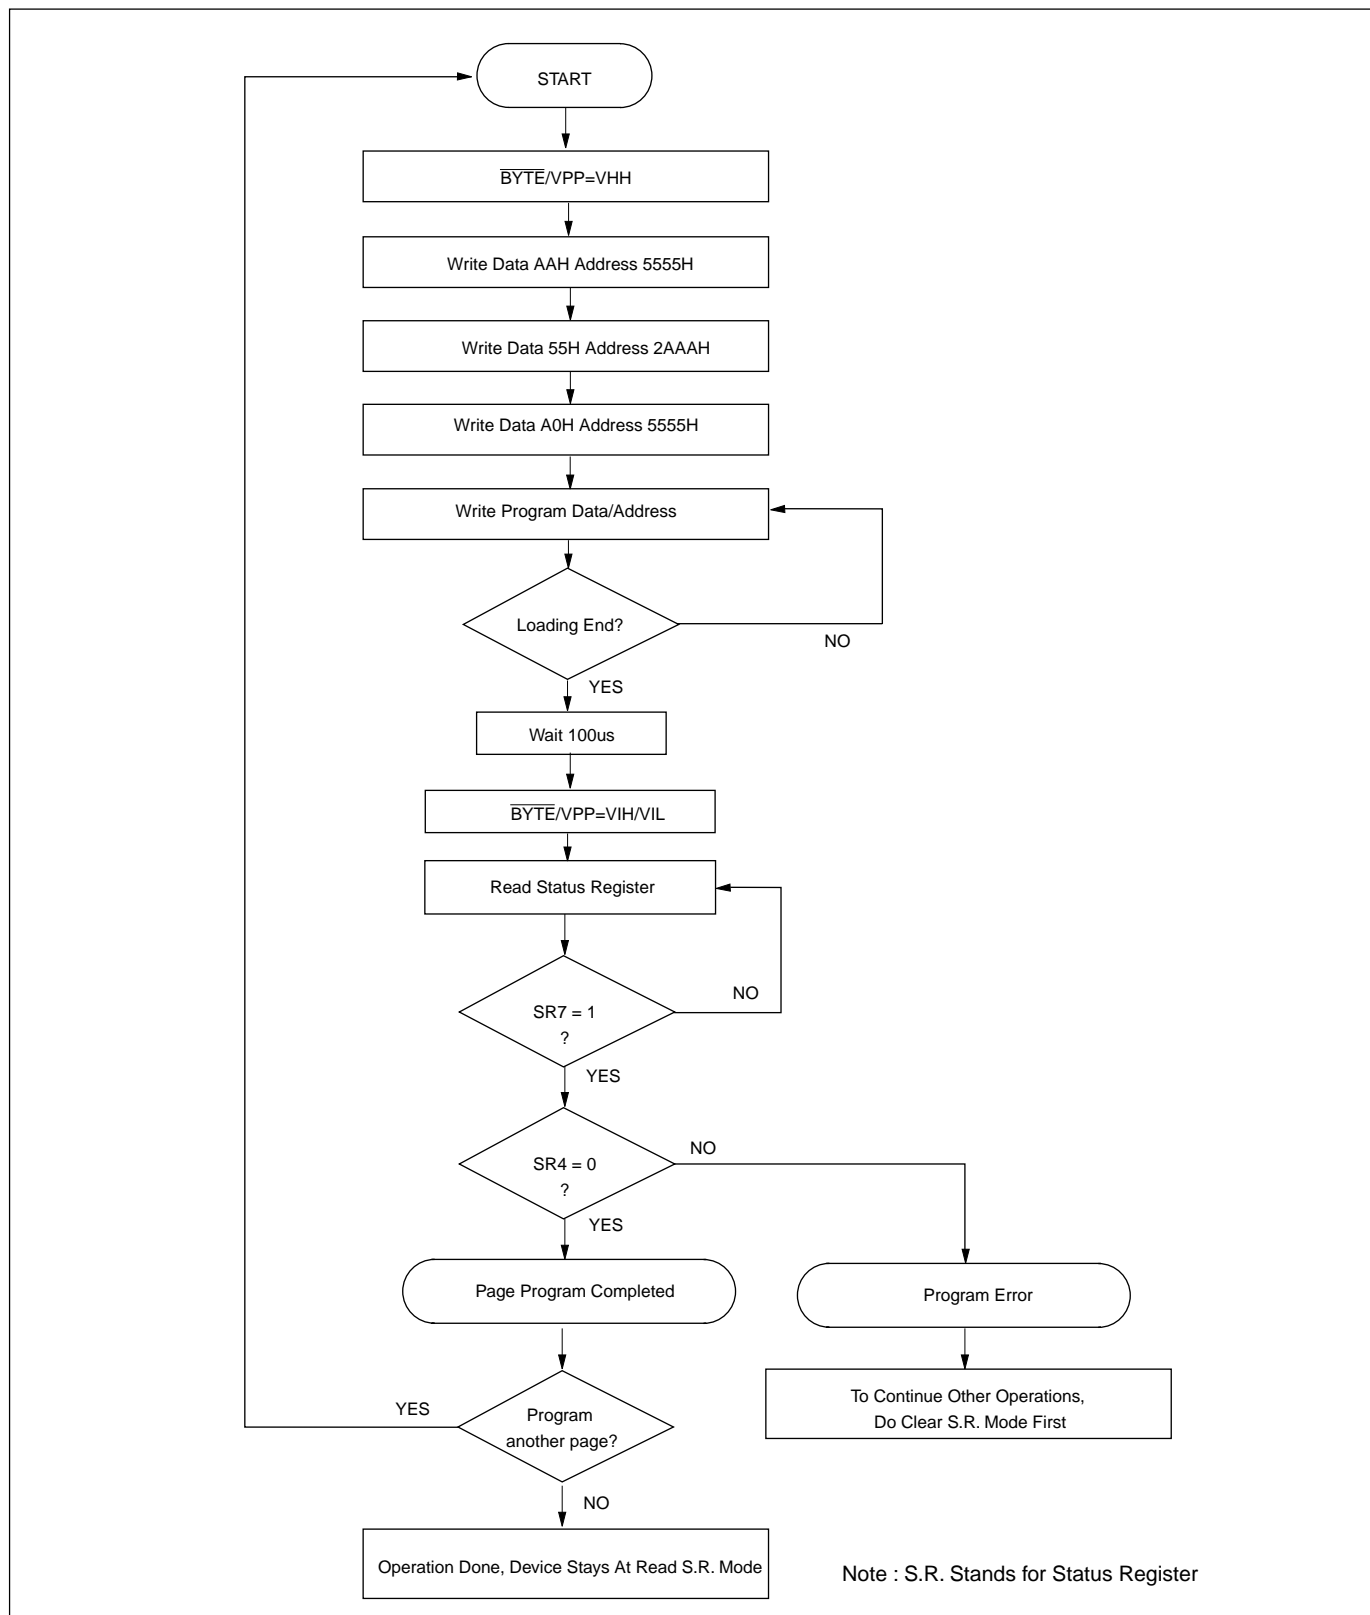 START
B̅Y̅T̅E̅/VPP=VHH
Write Data AAH Address 5555H
Write Data 55H Address 2AAAH
Write Data A0H Address 5555H
Write Program Data/Address
Loading End?
NO
YES
Wait 100us
B̅Y̅T̅E̅/VPP=VIH/VIL
Read Status Register
SR7 = 1
?
NO
YES
SR4 = 0
?
NO
YES
Page Program Completed
Program Error
To Continue Other Operations,
Do Clear S.R. Mode First
Program
another page?
YES
NO
Operation Done, Device Stays At Read S.R. Mode
Note : S.R. Stands for Status Register